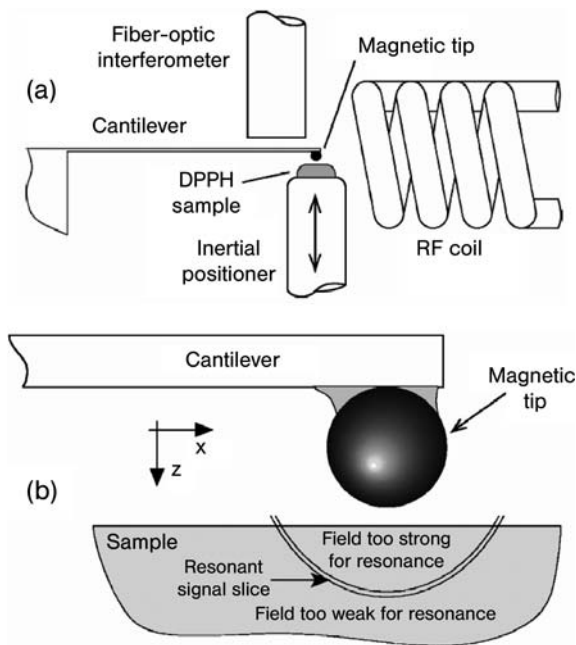 (a)
Fiber-optic
interferometer
Magnetic tip
Cantilever
DPPH
sample
Inertial
positioner
RF coil
(b)
Cantilever
Magnetic
tip
x
z
Sample
Field too strong
for resonance
Resonant
signal slice
Field too weak for resonance